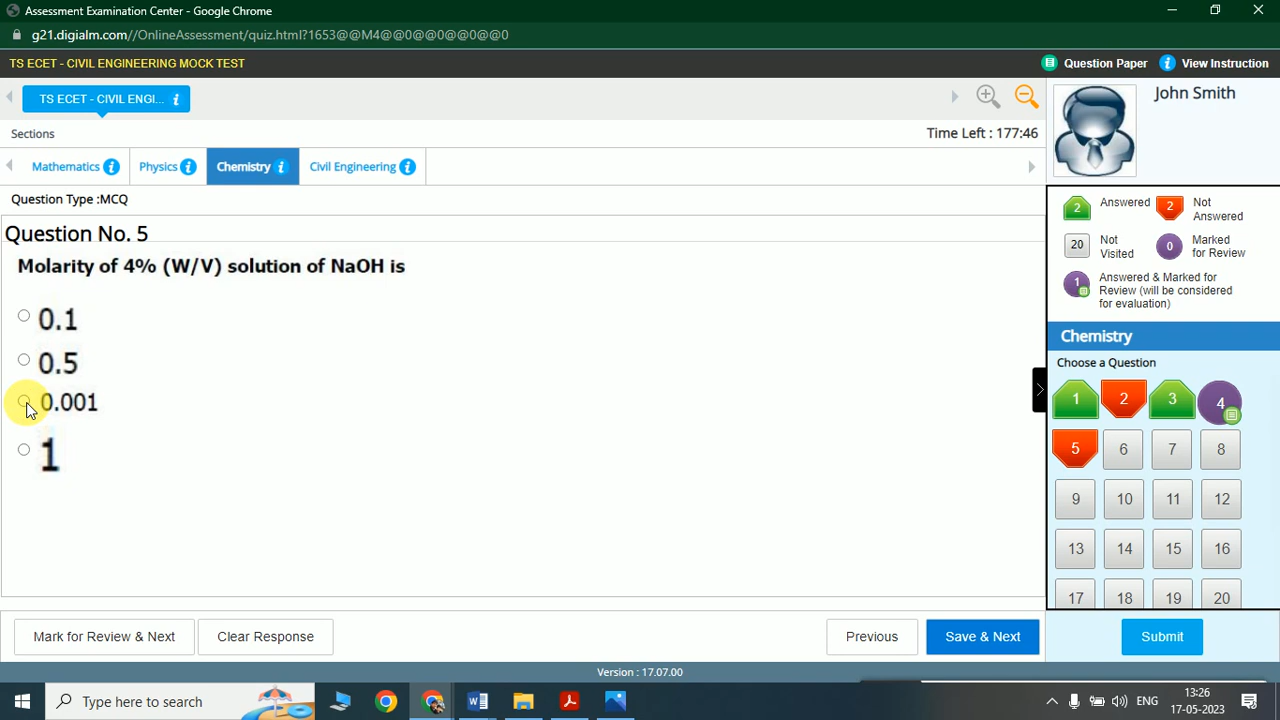 Assessment Examination Center - Google Chrome
g21.digialm.com//OnlineAssessment/quiz.html?1653@@M4@@0@@0@@0@@0
TS ECET - CIVIL ENGINEERING MOCK TEST
Question Paper
View Instruction
TS ECET - CIVIL ENGI...
John Smith
Sections
Time Left : 177:46
Mathematics
Physics
Chemistry
Civil Engineering
Question Type :MCQ
2 Answered
2 Not Answered
20 Not Visited
0 Marked for Review
1 Answered & Marked for
Review (will be considered
for evaluation)
Question No. 5
Molarity of 4% (W/V) solution of NaOH is
0.1
0.5
0.001
1
Chemistry
Choose a Question
1 2 3 4
5 6 7 8
9 10 11 12
13 14 15 16
17 18 19 20
Mark for Review & Next
Clear Response
Previous
Save & Next
Submit
Version : 17.07.00
Type here to search
ENG
13:26
17-05-2023